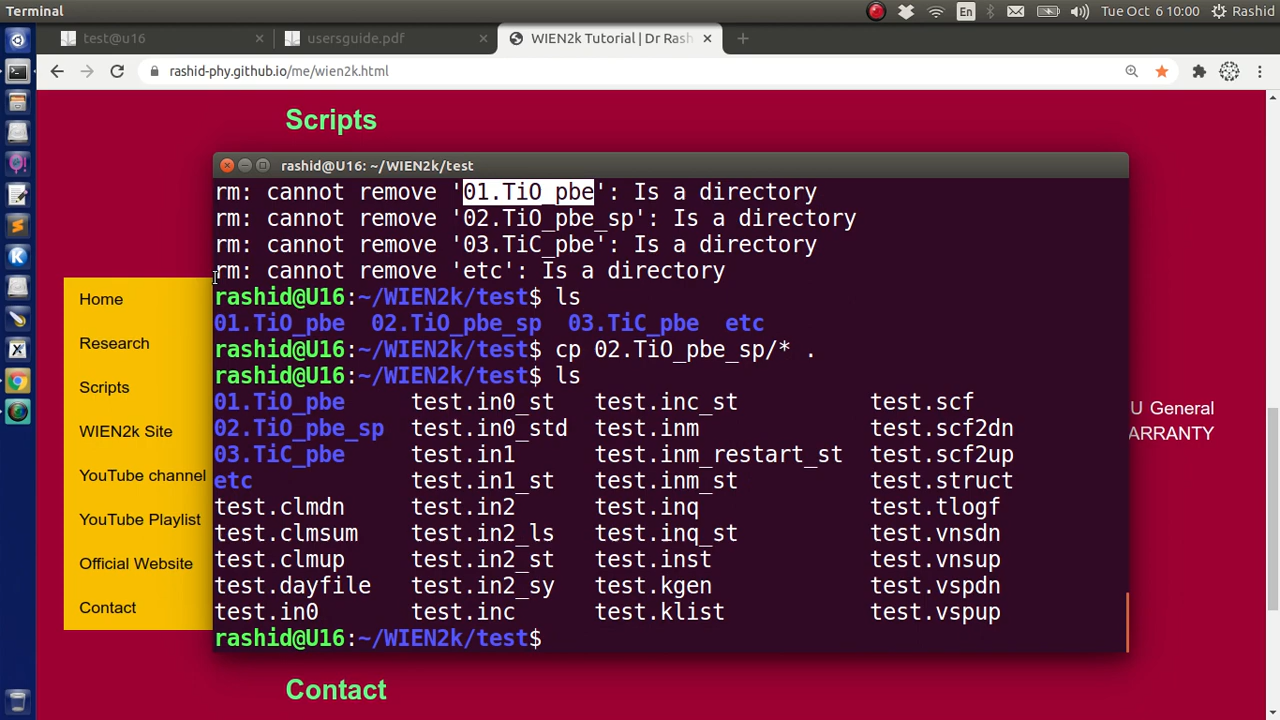 Terminal
En
Tue Oct 6 10:00
Rashid
test@u16
usersguide.pdf
WIEN2k Tutorial | Dr Rash
rashid-phy.github.io/me/wien2k.html
Scripts
rashid@U16: ~/WIEN2k/test
rm: cannot remove '01.TiO_pbe': Is a directory
rm: cannot remove '02.TiO_pbe_sp': Is a directory
rm: cannot remove '03.TiC_pbe': Is a directory
rm: cannot remove 'etc': Is a directory
rashid@U16:~/WIEN2k/test$ ls
01.TiO_pbe 02.TiO_pbe_sp 03.TiC_pbe etc
rashid@U16:~/WIEN2k/test$ cp 02.TiO_pbe_sp/* .
rashid@U16:~/WIEN2k/test$ ls
01.TiO_pbe test.in0_st test.inc_st test.scf
02.TiO_pbe_sp test.in0_std test.inm test.scf2dn
03.TiC_pbe test.in1 test.inm_restart_st test.scf2up
etc test.in1_st test.inm_st test.struct
test.clmdn test.in2 test.inq test.tlogf
test.clmsum test.in2_ls test.inq_st test.vnsdn
test.clmup test.in2_st test.inst test.vnsup
test.dayfile test.in2_sy test.kgen test.vspdn
test.in0 test.inc test.klist test.vspup
rashid@U16:~/WIEN2k/test$
Home
Research
Scripts
WIEN2k Site
YouTube channel
YouTube Playlist
Official Website
Contact
U General
ARRANTY
Contact